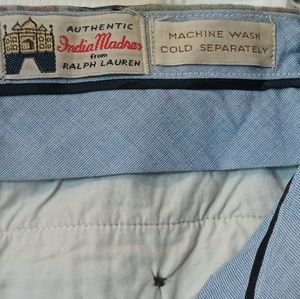 AUTHENTIC
India Madras
from
RALPH LAUREN
MACHINE WASH
COLD SEPARATELY